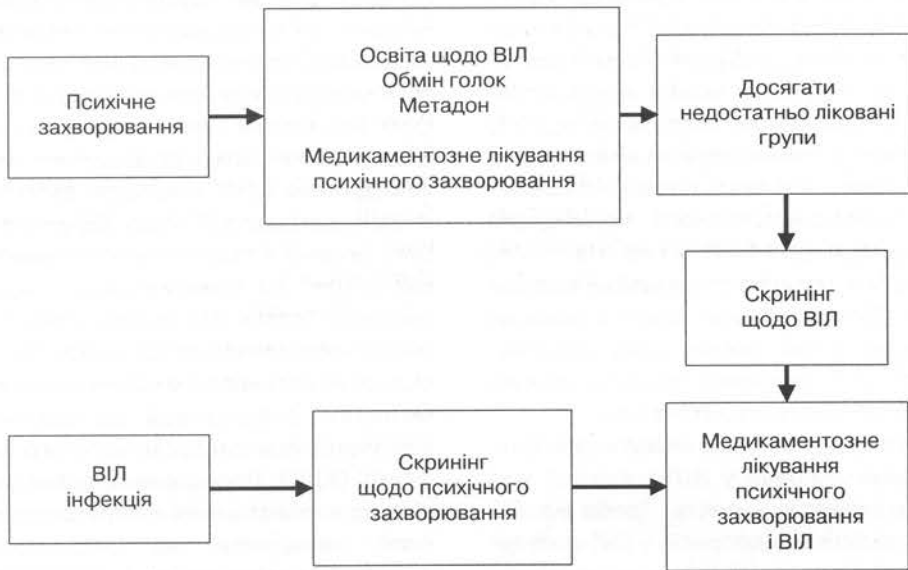 Психічне
захворювання
Освіта щодо ВІЛ
Обмін голок
Метадон
Медикаментозне лікування
психічного захворювання
Досягати
недостатньо ліковані
групи
Скринінг
щодо ВІЛ
ВІЛ
інфекція
Скринінг
щодо психічного
захворювання
Медикаментозне
лікування
психічного
захворювання
і ВІЛ